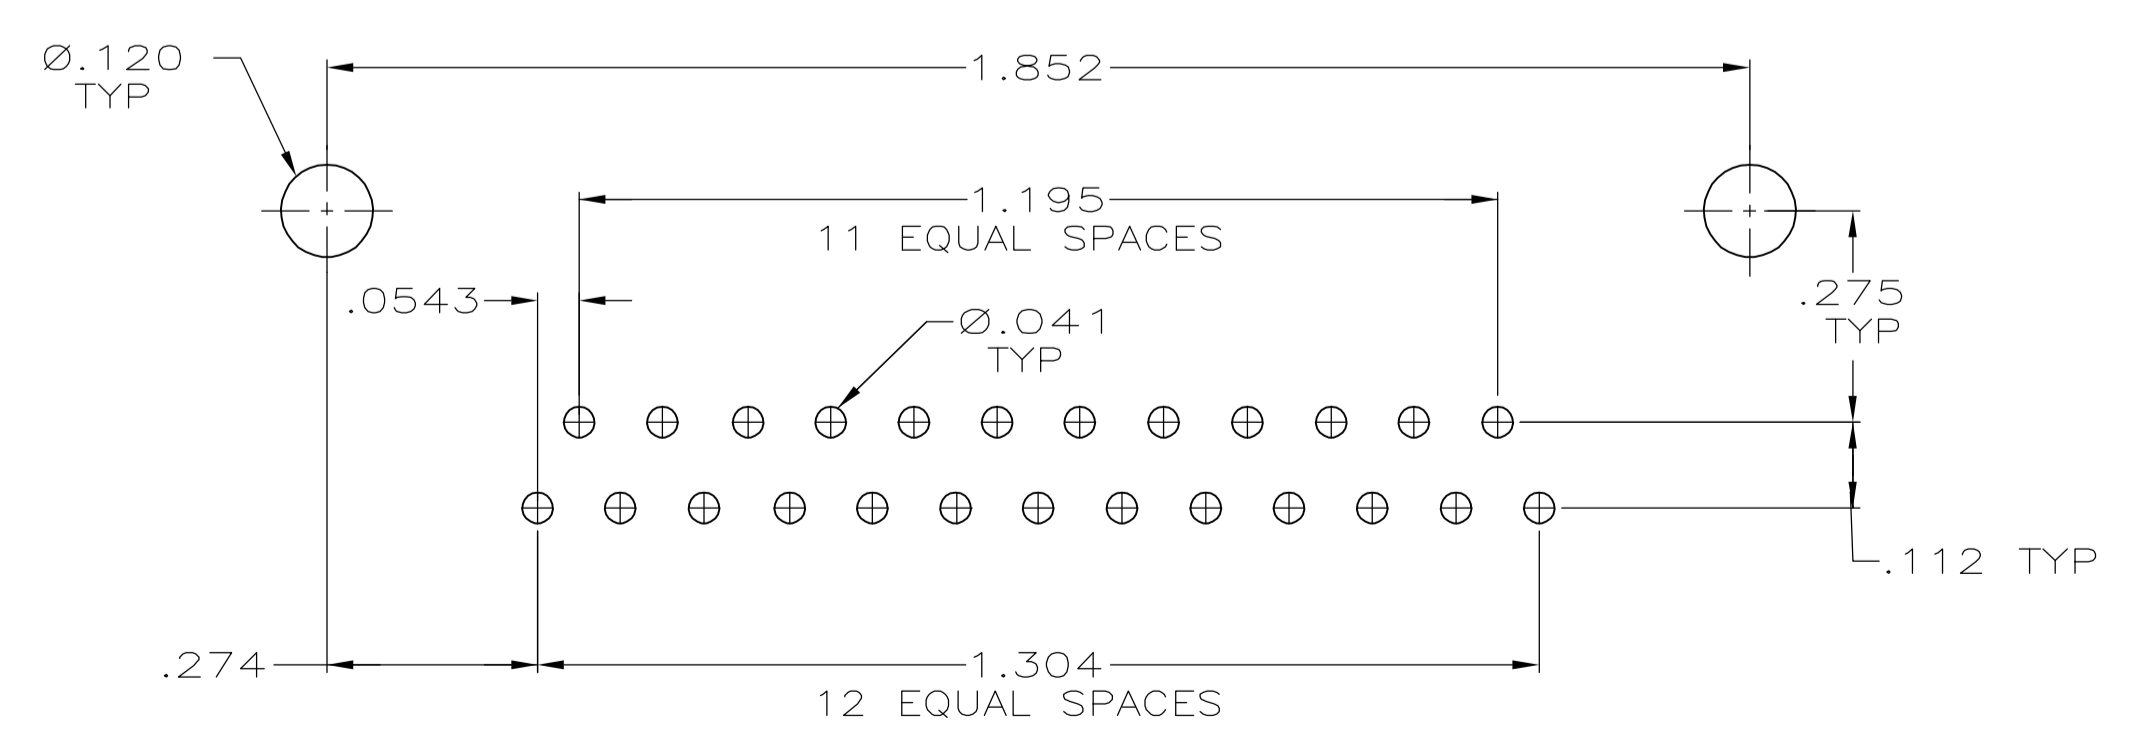 Ø.120
TYP
1.852
1.195
11 EQUAL SPACES
.0543
Ø.041
TYP
.275
TYP
.112 TYP
.274
1.304
12 EQUAL SPACES